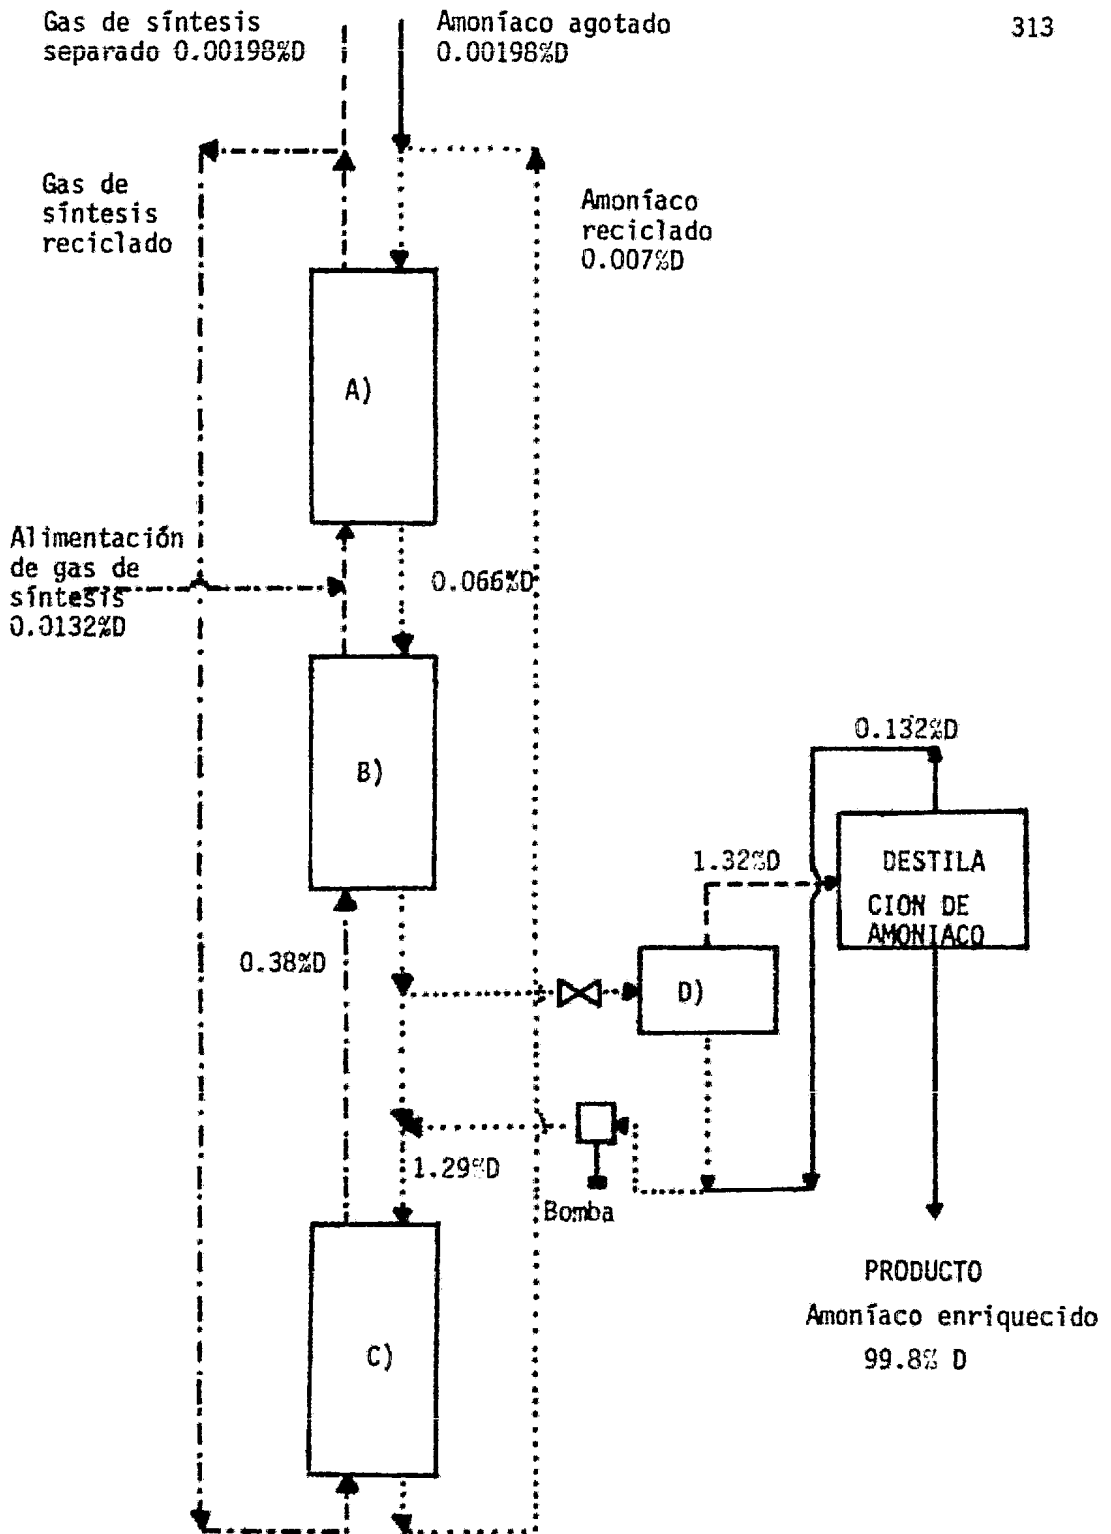 Gas de síntesis
separado 0.00198%D
Amoníaco agotado
0.00198%D
313
Gas de
síntesis
reciclado
Amoníaco
reciclado
0.007%D
A)
Alimentación
de gas de
síntesis
0.0132%D
0.066%D
B)
0.132%D
1.32%D
DESTILA
CION DE
AMONIACO
0.38%D
D)
1.29%D
Bomba
C)
PRODUCTO
Amoníaco enriquecido
99.8% D